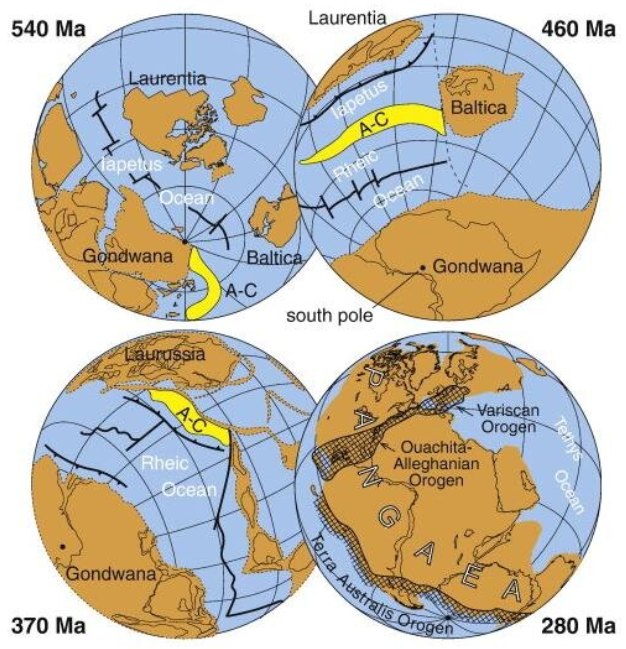 540 Ma
Laurentia
Iapetus
Ocean
Gondwana
Baltica
A-C
Laurentia
460 Ma
Iapetus
Baltica
A-C
Rheic
Ocean
Gondwana
south pole
Laurussia
A-C
Rheic
Ocean
Gondwana
370 Ma
PANGAEA
Variscan
Orogen
Tethys
Ocean
Ouachita-
Alleghanian
Orogen
Terra Australis Orogen
280 Ma